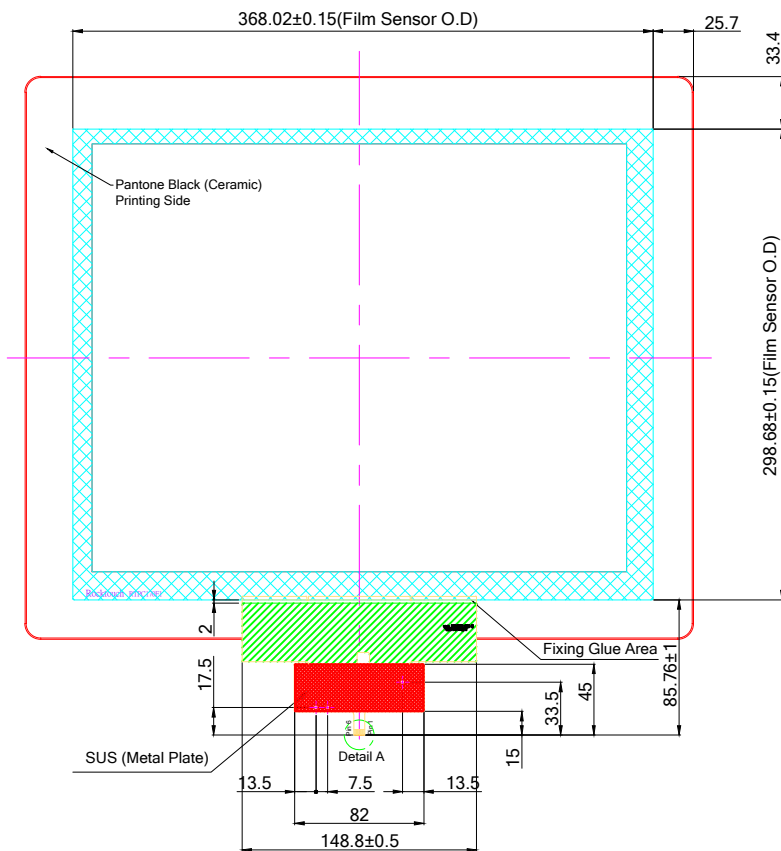 368.02±0.15(Film Sensor O.D)
25.7
33.4
Pantone Black (Ceramic)
Printing Side
298.68±0.15(Film Sensor O.D)
Rocktouch
2
Fixing Glue Area
17.5
85.76±1
45
33.5
15
SUS (Metal Plate)
Detail A
13.5
7.5
13.5
82
148.8±0.5